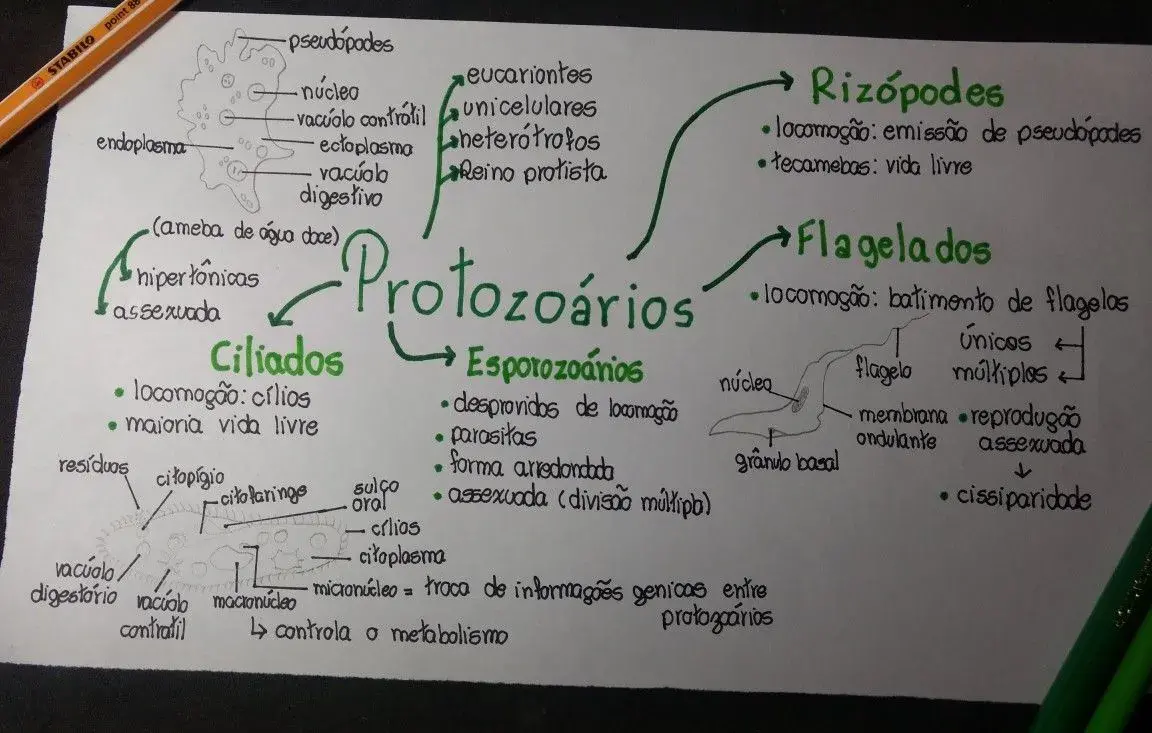 STABILO point 88
pseudópodes
núcleo
vacúolo contrátil
endoplasma
ectoplasma
vacúolo
digestivo
(ameba de água doce)
hipertônicas
assexuada
eucariontes
unicelulares
heterótrofos
Reino protista
Protozoários
Rizópodes
• locomoção: emissão de pseudópodes
• tecamebas: vida livre
Flagelados
• locomoção: batimento de flagelos
únicos
múltiplos
núcleo
flagelo
membrana
ondulante
grânulo basal
• reprodução
assexuada
• cissiparidade
Ciliados
• locomoção: cílios
• maioria vida livre
Esporozoários
• desprovidos de locomoção
• parasitas
• forma arredondada
• assexuada (divisão múltipla)
resíduos
citopígio
citofaringe
sulço
oral
cílios
citoplasma
vacúolo
digestório
vacúolo
contrátil
macronúcleo
micronúcleo = troca de informações genicas entre
protozoários
↳ controla o metabolismo